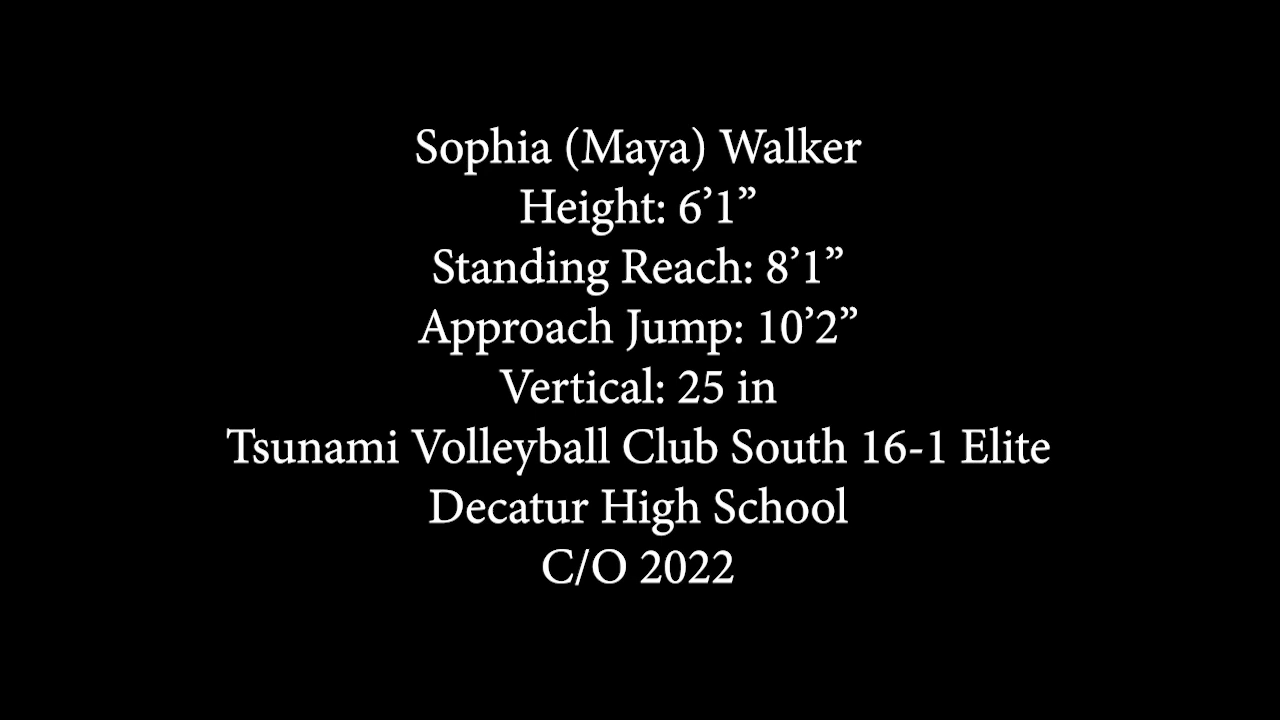 Sophia (Maya) Walker
Height: 6’1”
Standing Reach: 8’1”
Approach Jump: 10’2”
Vertical: 25 in
Tsunami Volleyball Club South 16-1 Elite
Decatur High School
C/O 2022